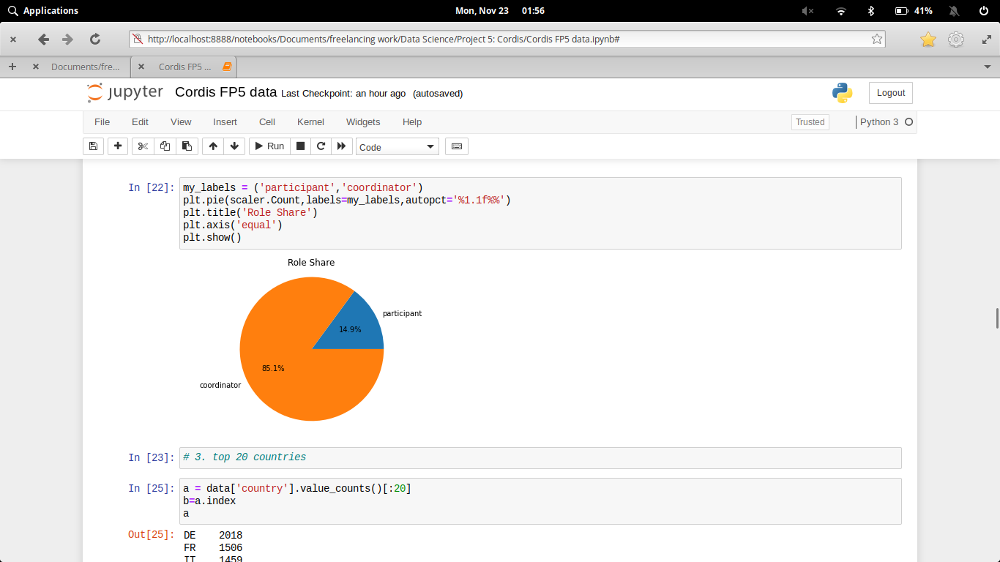 Applications
Mon, Nov 23 01:56
41%
http://localhost:8888/notebooks/Documents/freelancing work/Data Science/Project 5: Cordis/Cordis FP5 data.ipynb#
Documents/fre...
Cordis FP5 ...
jupyter Cordis FP5 data Last Checkpoint: an hour ago (autosaved)
Logout
File Edit View Insert Cell Kernel Widgets Help
Trusted
Python 3
Run
Code
In [22]:
my_labels = ('participant','coordinator')
plt.pie(scaler.Count,labels=my_labels,autopct='%1.1f%%')
plt.title('Role Share')
plt.axis('equal')
plt.show()
Role Share
participant
14.9%
85.1%
coordinator
In [23]:
# 3. top 20 countries
In [25]:
a = data['country'].value_counts()[:20]
b=a.index
a
Out[25]:
DE 2018
FR 1506
IT 1459